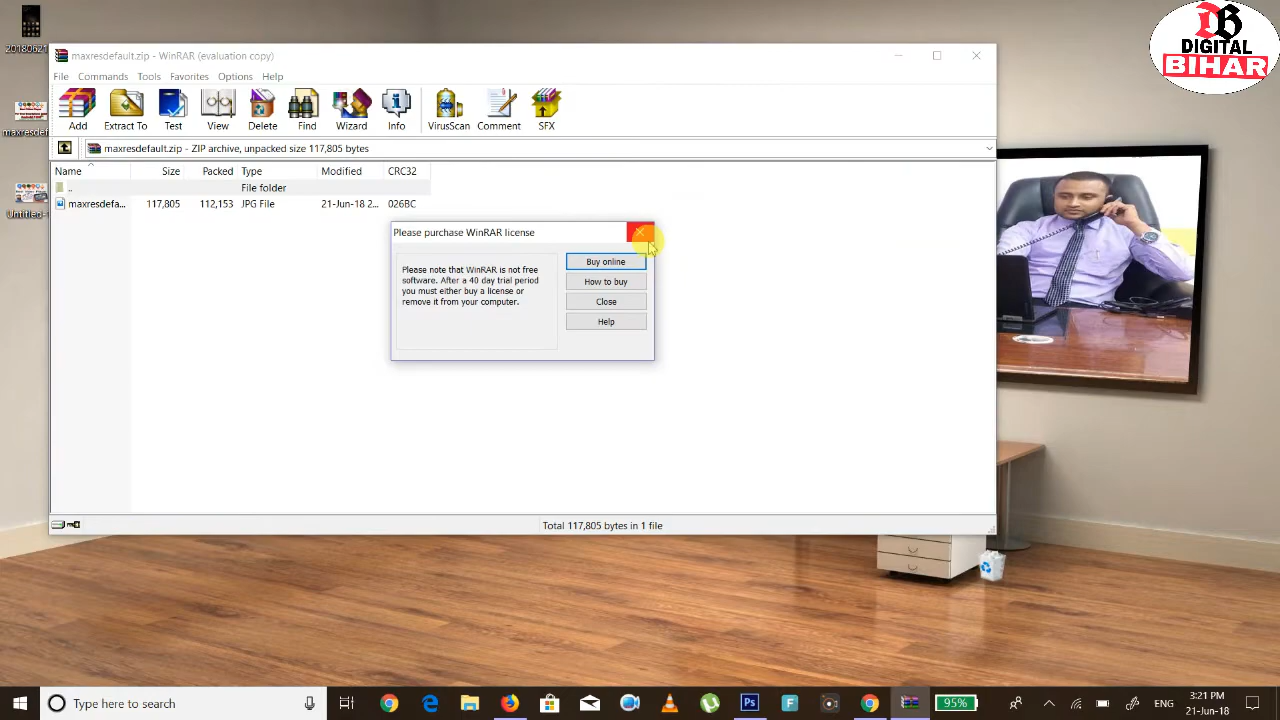 20180621
maxresdefa
Untitled-
DB
DIGITAL
BIHAR
maxresdefault.zip - WinRAR (evaluation copy)
File Commands Tools Favorites Options Help
Add Extract To Test View Delete Find Wizard Info VirusScan Comment SFX
maxresdefault.zip - ZIP archive, unpacked size 117,805 bytes
Name Size Packed Type Modified CRC32
.. File folder
maxresdefa... 117,805 112,153 JPG File 21-Jun-18 2... 026BC
Please purchase WinRAR license
Please note that WinRAR is not free
software. After a 40 day trial period
you must either buy a license or
remove it from your computer.
Buy online
How to buy
Close
Help
Total 117,805 bytes in 1 file
Type here to search
Ps
F
95%
ENG
3:21 PM
21-Jun-18